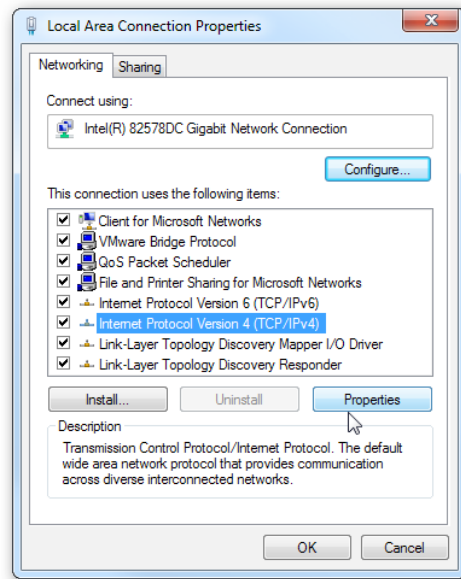 Local Area Connection Properties
Networking
Sharing
Connect using:
Intel(R) 82578DC Gigabit Network Connection
Configure...
This connection uses the following items:
Client for Microsoft Networks
VMware Bridge Protocol
QoS Packet Scheduler
File and Printer Sharing for Microsoft Networks
Internet Protocol Version 6 (TCP/IPv6)
Internet Protocol Version 4 (TCP/IPv4)
Link-Layer Topology Discovery Mapper I/O Driver
Link-Layer Topology Discovery Responder
Install...
Uninstall
Properties
Description
Transmission Control Protocol/Internet Protocol. The default
wide area network protocol that provides communication
across diverse interconnected networks.
OK
Cancel